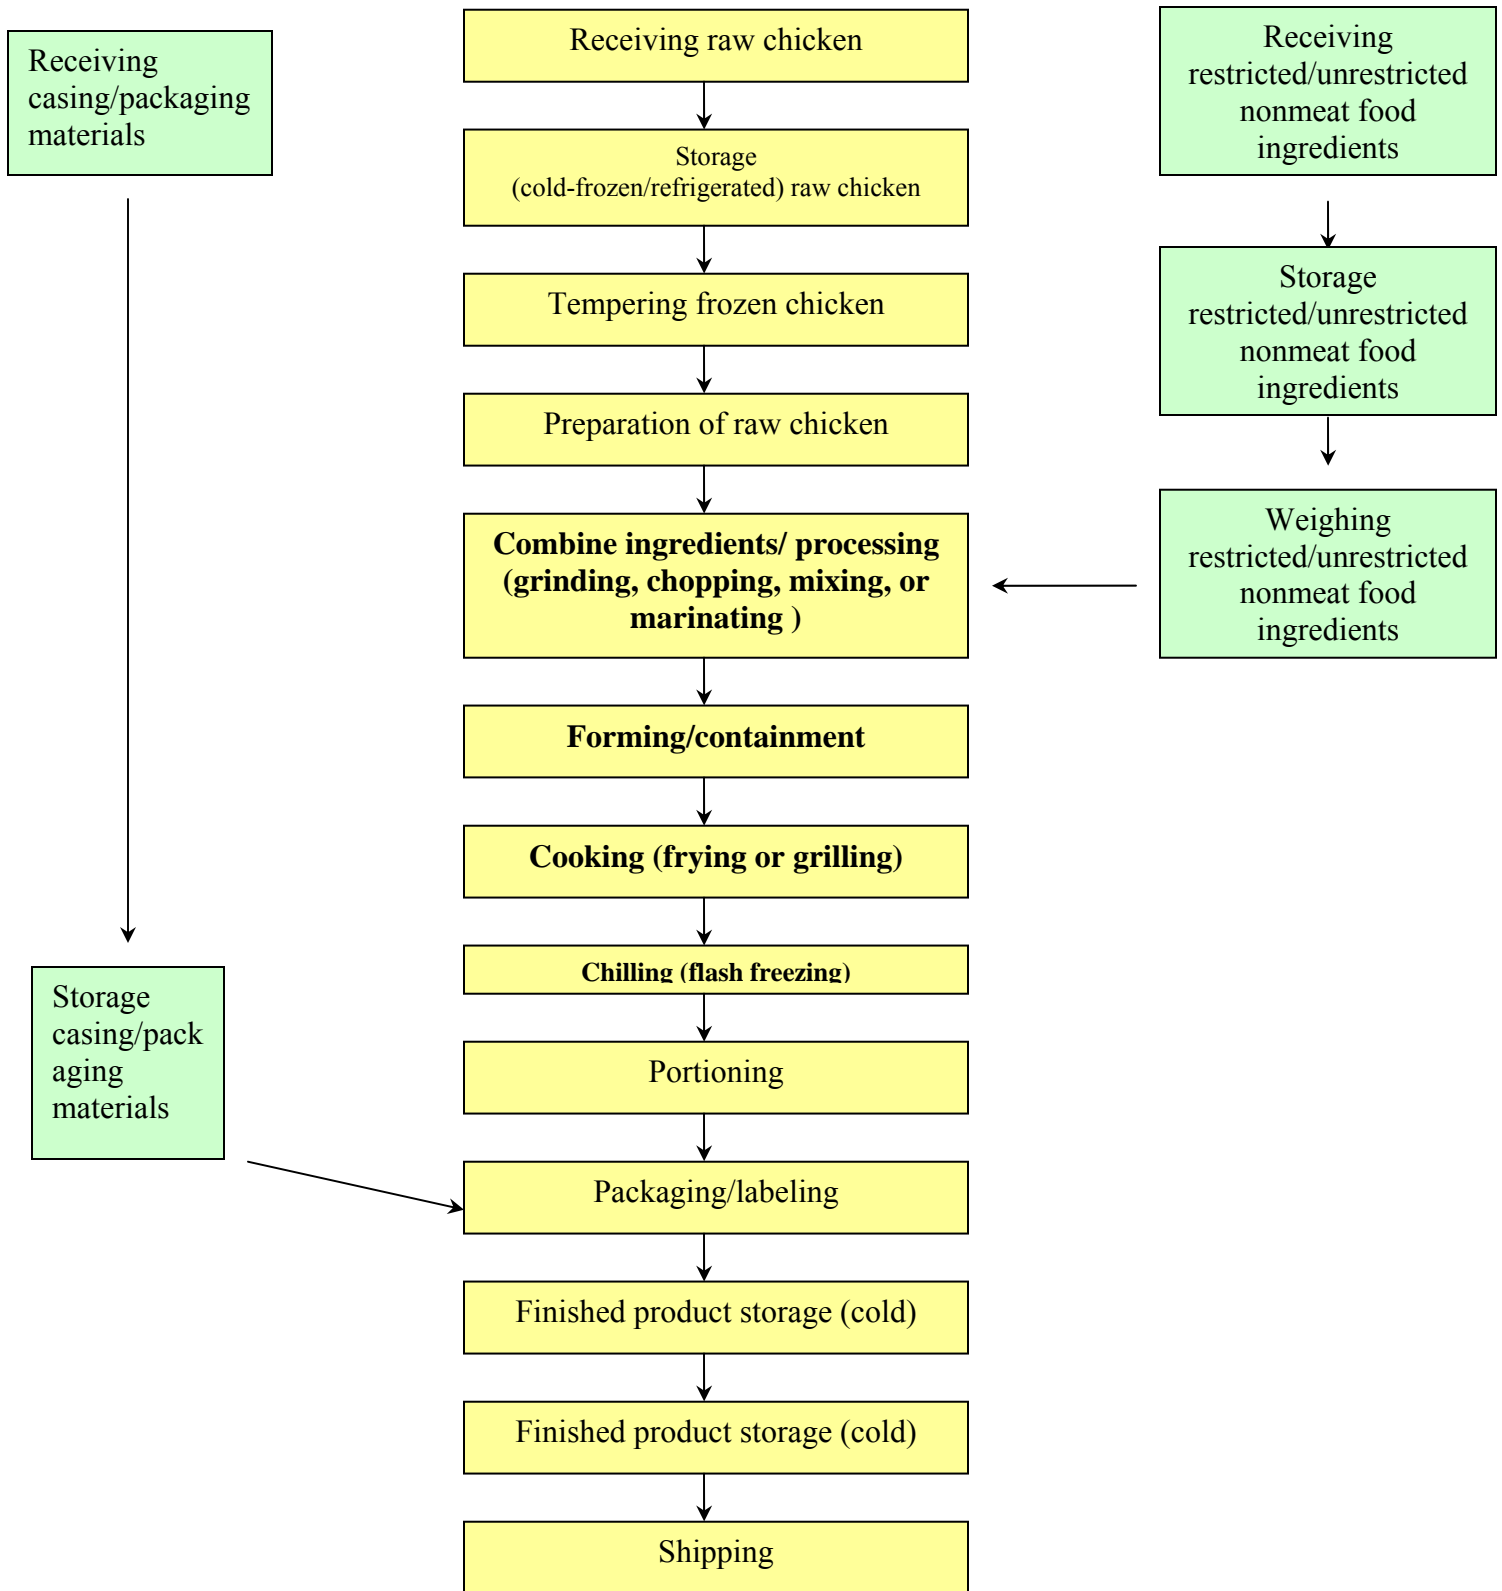 Receiving
casing/packaging
materials
Receiving raw chicken
Receiving
restricted/unrestricted
nonmeat food
ingredients
Storage
(cold-frozen/refrigerated) raw chicken
Storage
restricted/unrestricted
nonmeat food
ingredients
Tempering frozen chicken
Preparation of raw chicken
Weighing
restricted/unrestricted
nonmeat food
ingredients
Combine ingredients/ processing
(grinding, chopping, mixing, or
marinating )
Forming/containment
Cooking (frying or grilling)
Chilling (flash freezing)
Storage
casing/pack
aging
materials
Portioning
Packaging/labeling
Finished product storage (cold)
Finished product storage (cold)
Shipping